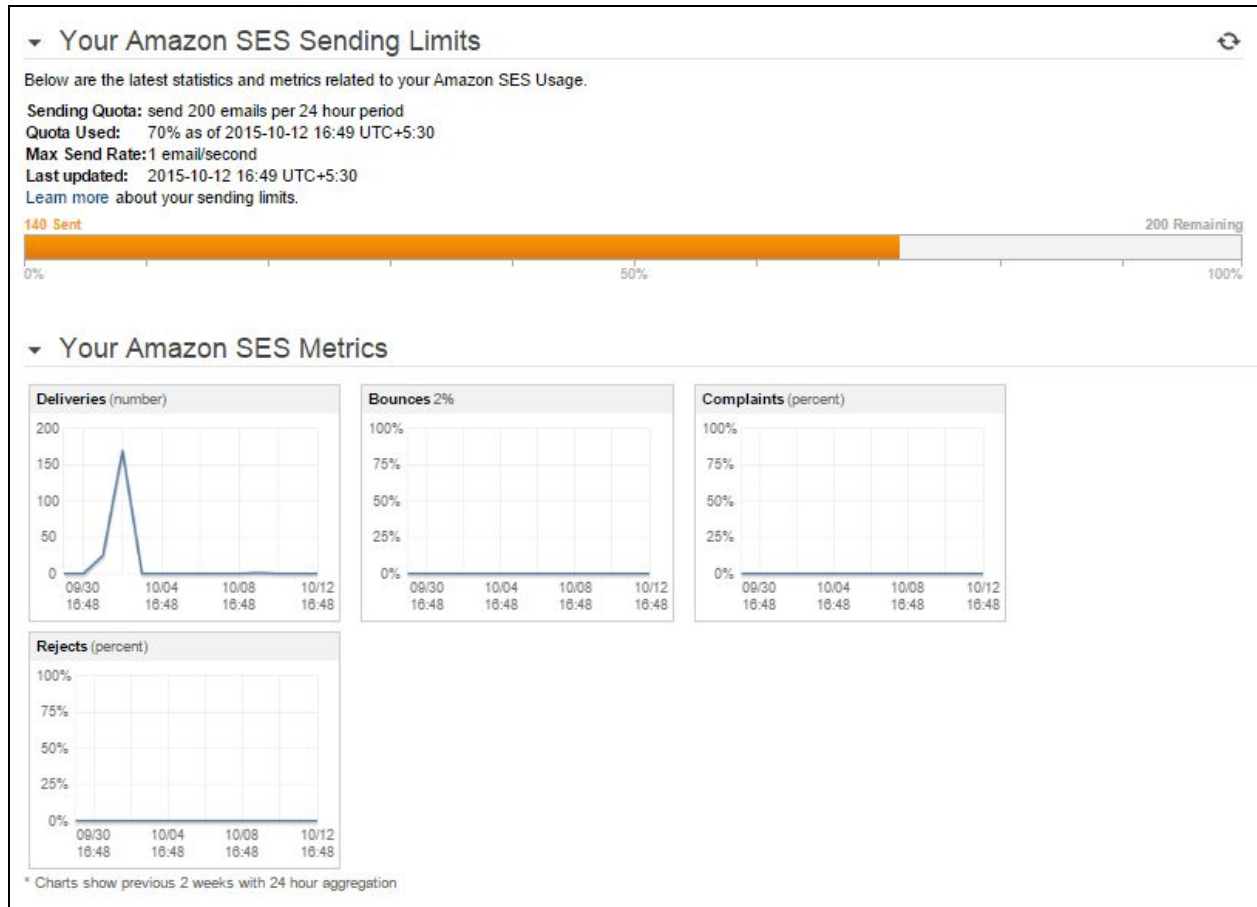 Your Amazon SES Sending Limits
Below are the latest statistics and metrics related to your Amazon SES Usage.
Sending Quota: send 200 emails per 24 hour period
Quota Used: 70% as of 2015-10-12 16:49 UTC+5:30
Max Send Rate: 1 email/second
Last updated: 2015-10-12 16:49 UTC+5:30
Learn more about your sending limits.
140 Sent 200 Remaining
0% 50% 100%
Your Amazon SES Metrics
Deliveries (number)
200
150
100
50
0
09/30 10/04 10/08 10/12
16:48 16:48 16:48 16:48
Bounces 2%
100%
75%
50%
25%
0%
09/30 10/04 10/08 10/12
16:48 16:48 16:48 16:48
Complaints (percent)
100%
75%
50%
25%
0%
09/30 10/04 10/08 10/12
16:48 16:48 16:48 16:48
Rejects (percent)
100%
75%
50%
25%
0%
09/30 10/04 10/08 10/12
16:48 16:48 16:48 16:48
* Charts show previous 2 weeks with 24 hour aggregation